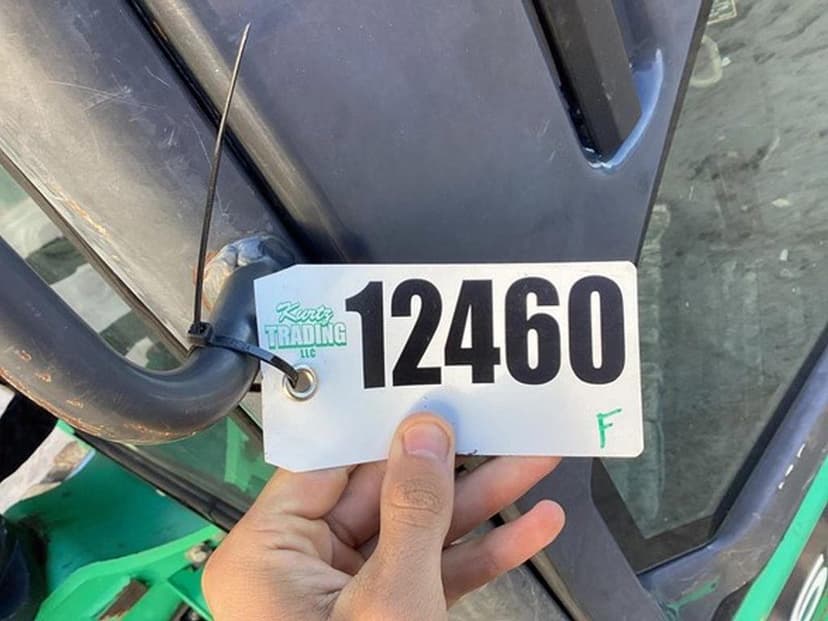 Kurtz
TRADING
LLC
12460
F